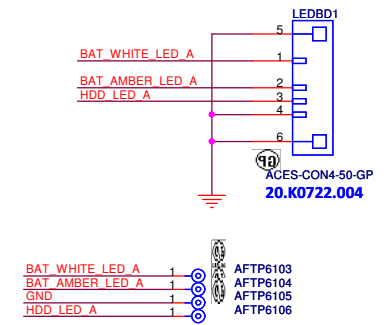 LEDBD1
5
BAT_WHITE_LED_A 1
BAT_AMBER_LED_A 2
HDD_LED_A 3
4
6
GP
ACES-CON4-50-GP
20.K0722.004
BAT_WHITE_LED_A 1 AFTP6103
BAT_AMBER_LED_A 1 AFTP6104
GND 1 AFTP6105
HDD_LED_A 1 AFTP6106